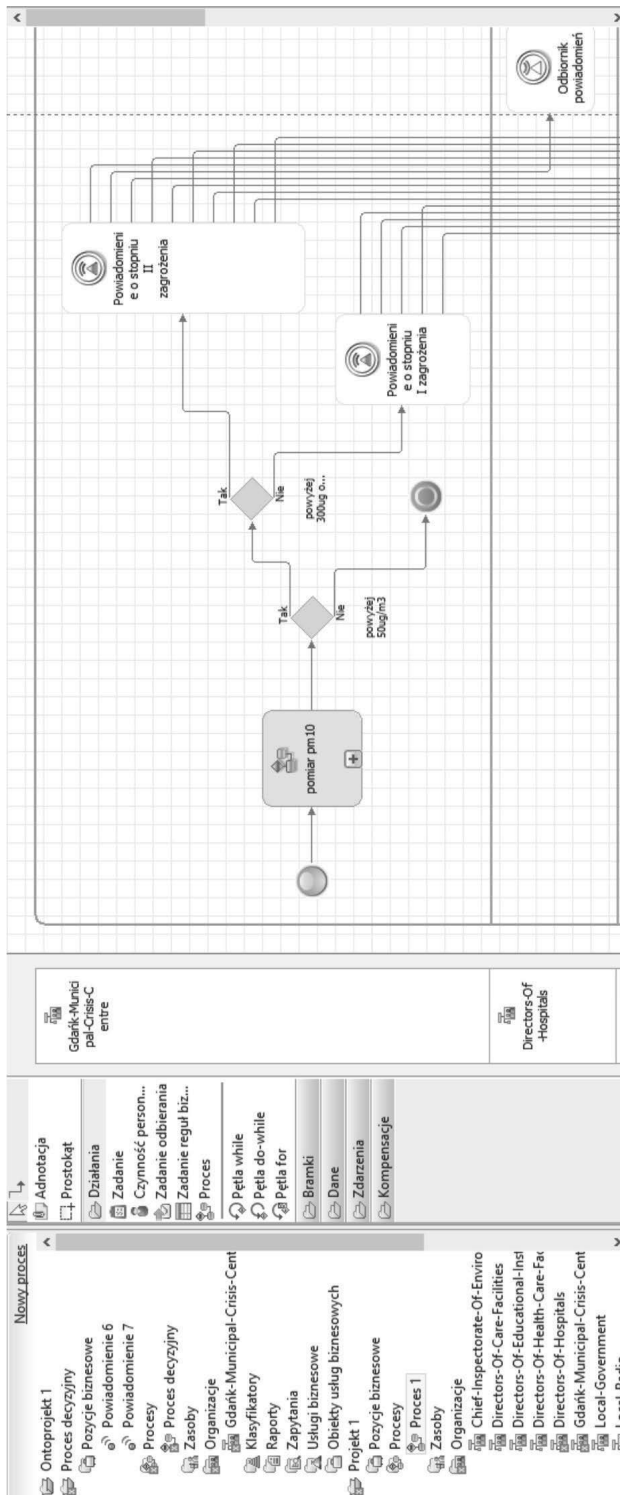 Nowy proces
Ontoprojekt 1
Proces decyzyjny
Pozycje biznesowe
Powiadomienie 6
Powiadomienie 7
Procesy
Proces decyzyjny
Zasoby
Organizacje
Gdańk-Municipal-Crisis-Cent
Klasyfikatory
Raporty
Zapytania
Usługi biznesowe
Obiekty usług biznesowych
Projekt 1
Pozycje biznesowe
Procesy
Proces 1
Zasoby
Organizacje
Chief-Inspectorate-Of-Enviro
Directors-Of-Care-Facilities
Directors-Of-Educational-Inst
Directors-Of-Health-Care-Fac
Directors-Of-Hospitals
Gdańk-Municipal-Crisis-Cent
Local-Government
Local-Radio
Adnotacja
Prostokąt
Działania
Zadanie
Czynność person...
Zadanie odbierania
Zadanie reguł biz...
Proces
Pętla while
Pętla do-while
Pętla for
Bramki
Dane
Zdarzenia
Kompensacje
Gdańk-Munici
pal-Crisis-C
entre
Directors-Of
-Hospitals
pomiar pm10
Tak
Nie
powyżej
50ug/m3
Tak
Nie
powyżej
300ug o...
Powiadomieni
e o stopniu
II
zagrożenia
Powiadomieni
e o stopniu
I zagrożenia
Odbiornik
powiadomień